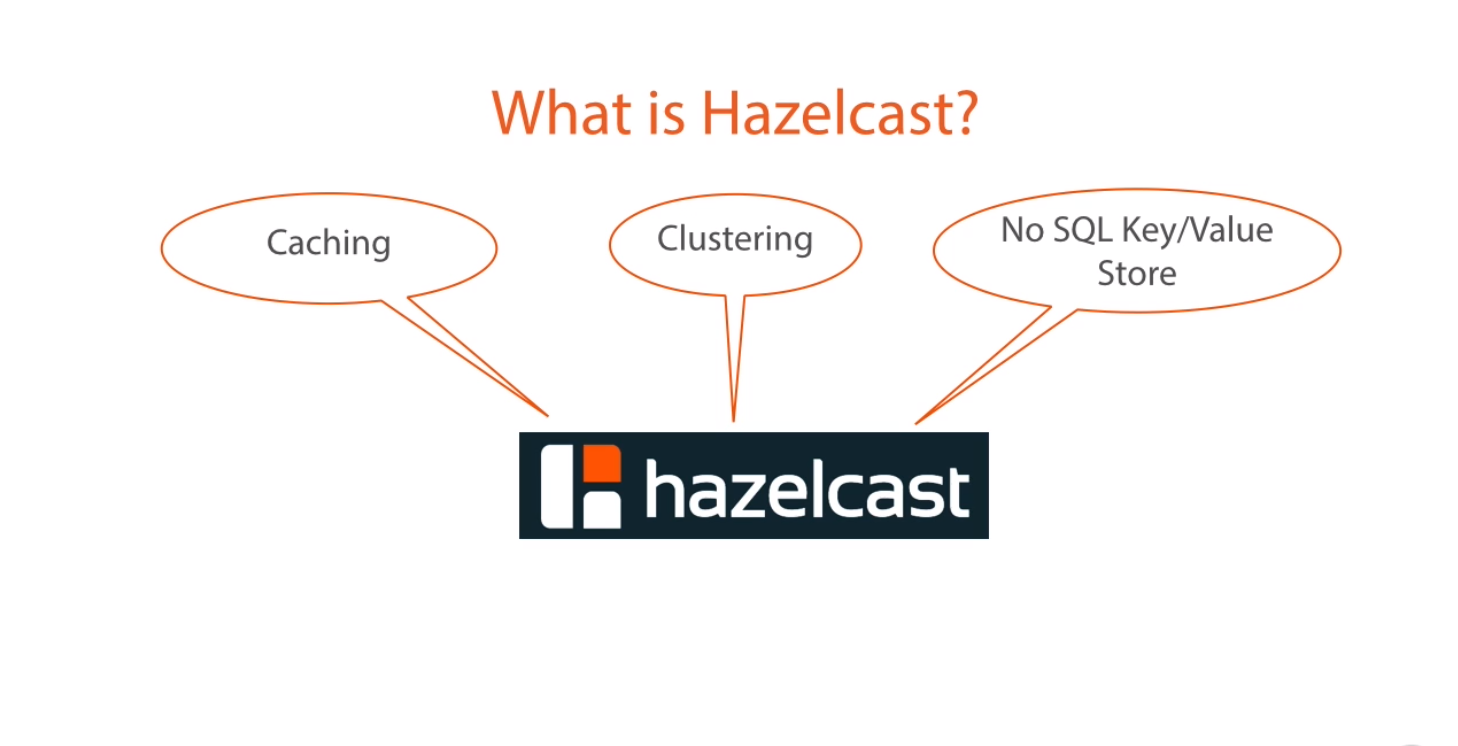 What is Hazelcast?
Caching
Clustering
No SQL Key/Value
Store
hazelcast